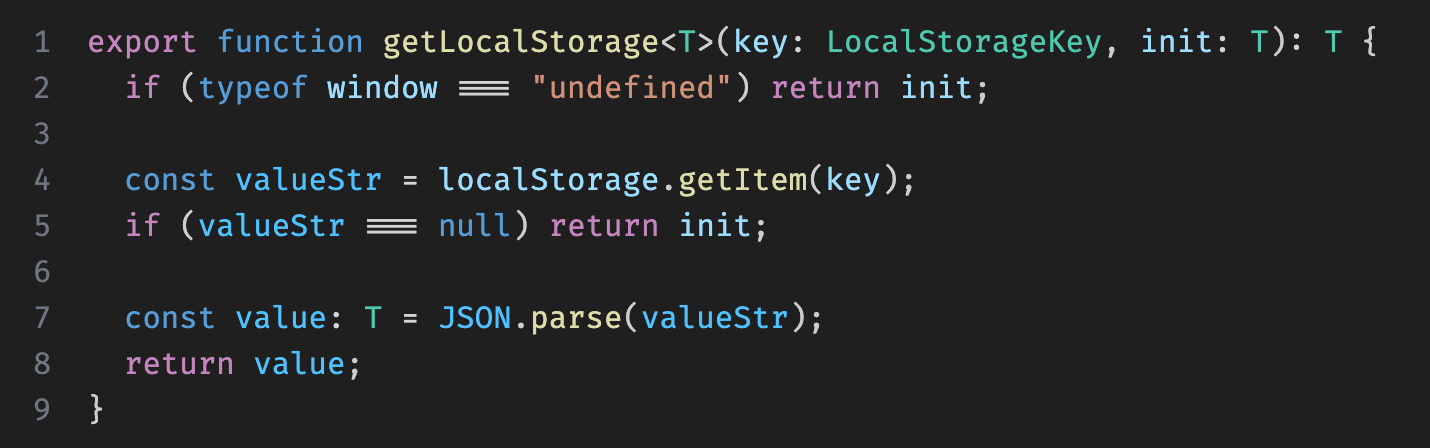 1 export function getLocalStorage<T>(key: LocalStorageKey, init: T): T {
2   if (typeof window === "undefined") return init;
3
4   const valueStr = localStorage.getItem(key);
5   if (valueStr === null) return init;
6
7   const value: T = JSON.parse(valueStr);
8   return value;
9 }